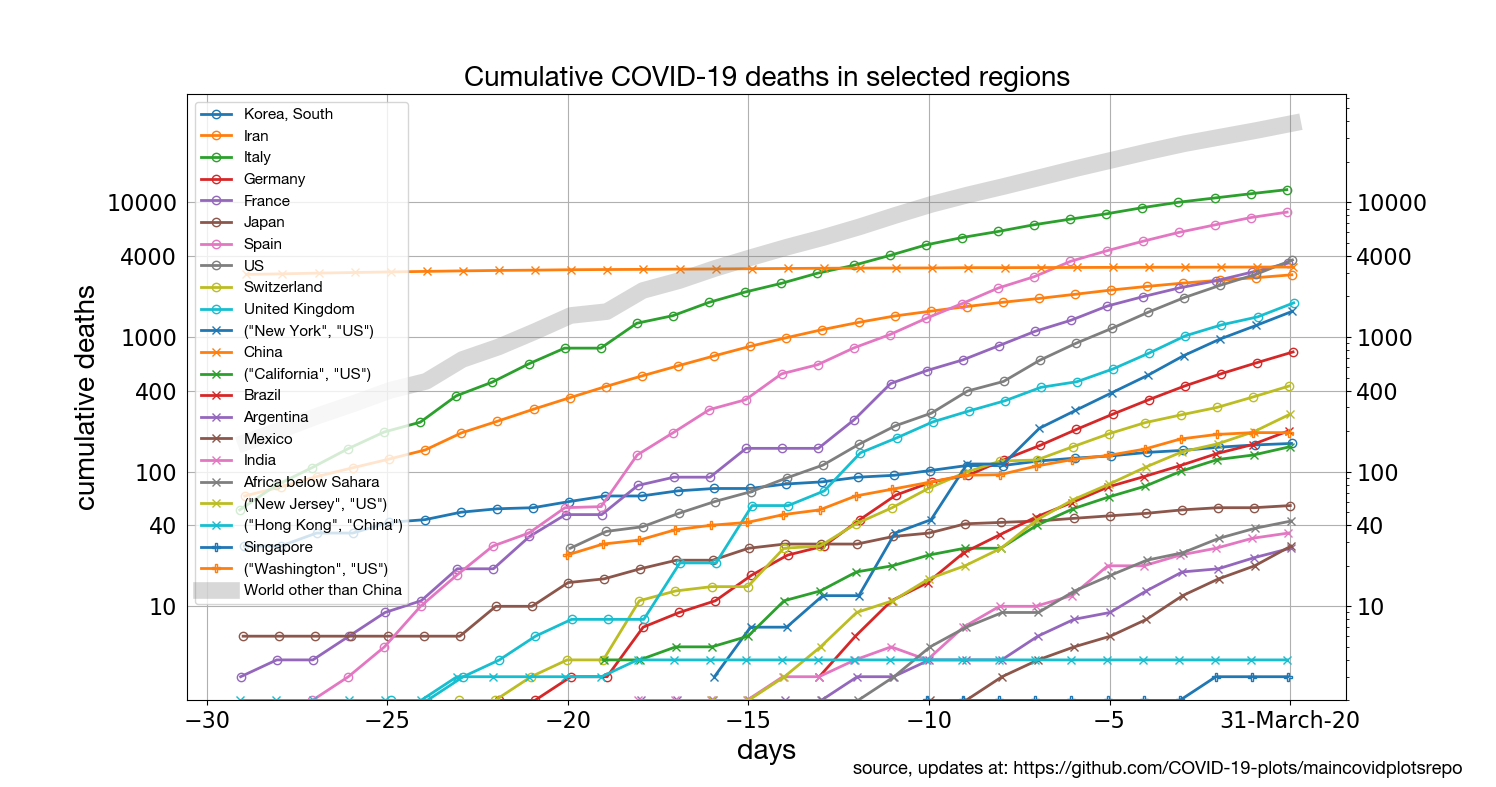 Cumulative COVID-19 deaths in selected regions
Korea, South
Iran
Italy
Germany
France
Japan
Spain
US
Switzerland
United Kingdom
("New York", "US")
China
("California", "US")
Brazil
Argentina
Mexico
India
Africa below Sahara
("New Jersey", "US")
("Hong Kong", "China")
Singapore
("Washington", "US")
World other than China
cumulative deaths
10000
4000
1000
400
100
40
10
10000
4000
1000
400
100
40
10
−30 −25 −20 −15 −10 −5 31-March-20
days
source, updates at: https://github.com/COVID-19-plots/maincovidplotsrepo